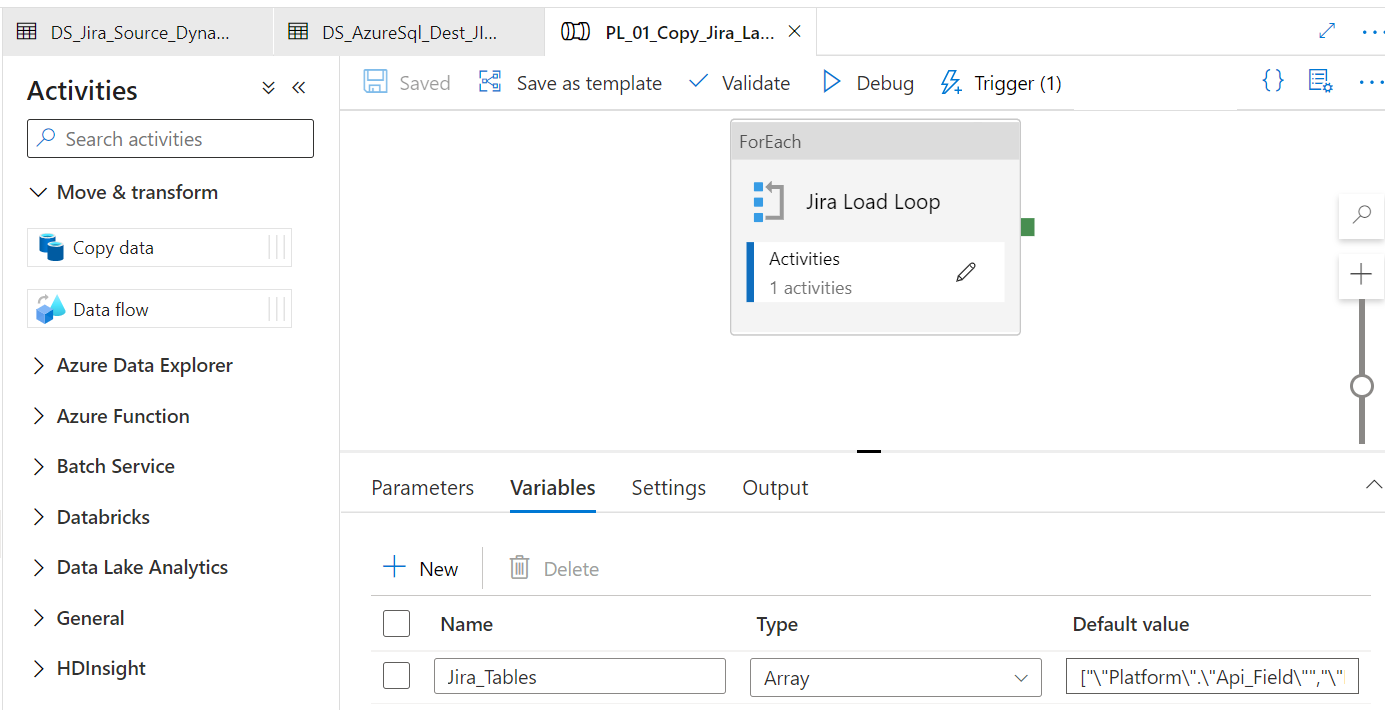 DS_Jira_Source_Dyna...
DS_AzureSql_Dest_JI...
PL_01_Copy_Jira_La...
Activities
Saved
Save as template
Validate
Debug
Trigger (1)
Search activities
Move & transform
Copy data
Data flow
Azure Data Explorer
Azure Function
Batch Service
Databricks
Data Lake Analytics
General
HDInsight
ForEach
Jira Load Loop
Activities
1 activities
Parameters Variables Settings Output
New Delete
Name Type Default value
Jira_Tables Array ["\"Platform\".\"Api_Field\"","\"